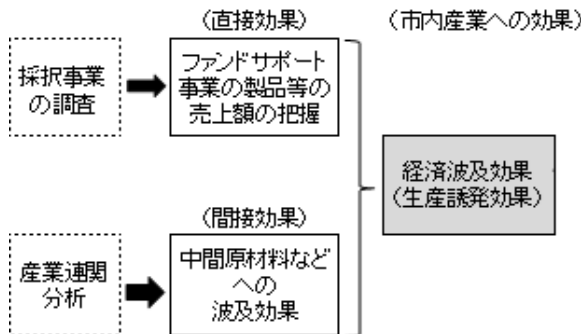 (直接効果)
(市内産業への効果)
採択事業
の調査
ファンドサポート
事業の製品等の
売上額の把握
経済波及効果
(生産誘発効果)
(間接効果)
産業連関
分析
中間原材料など
への
波及効果